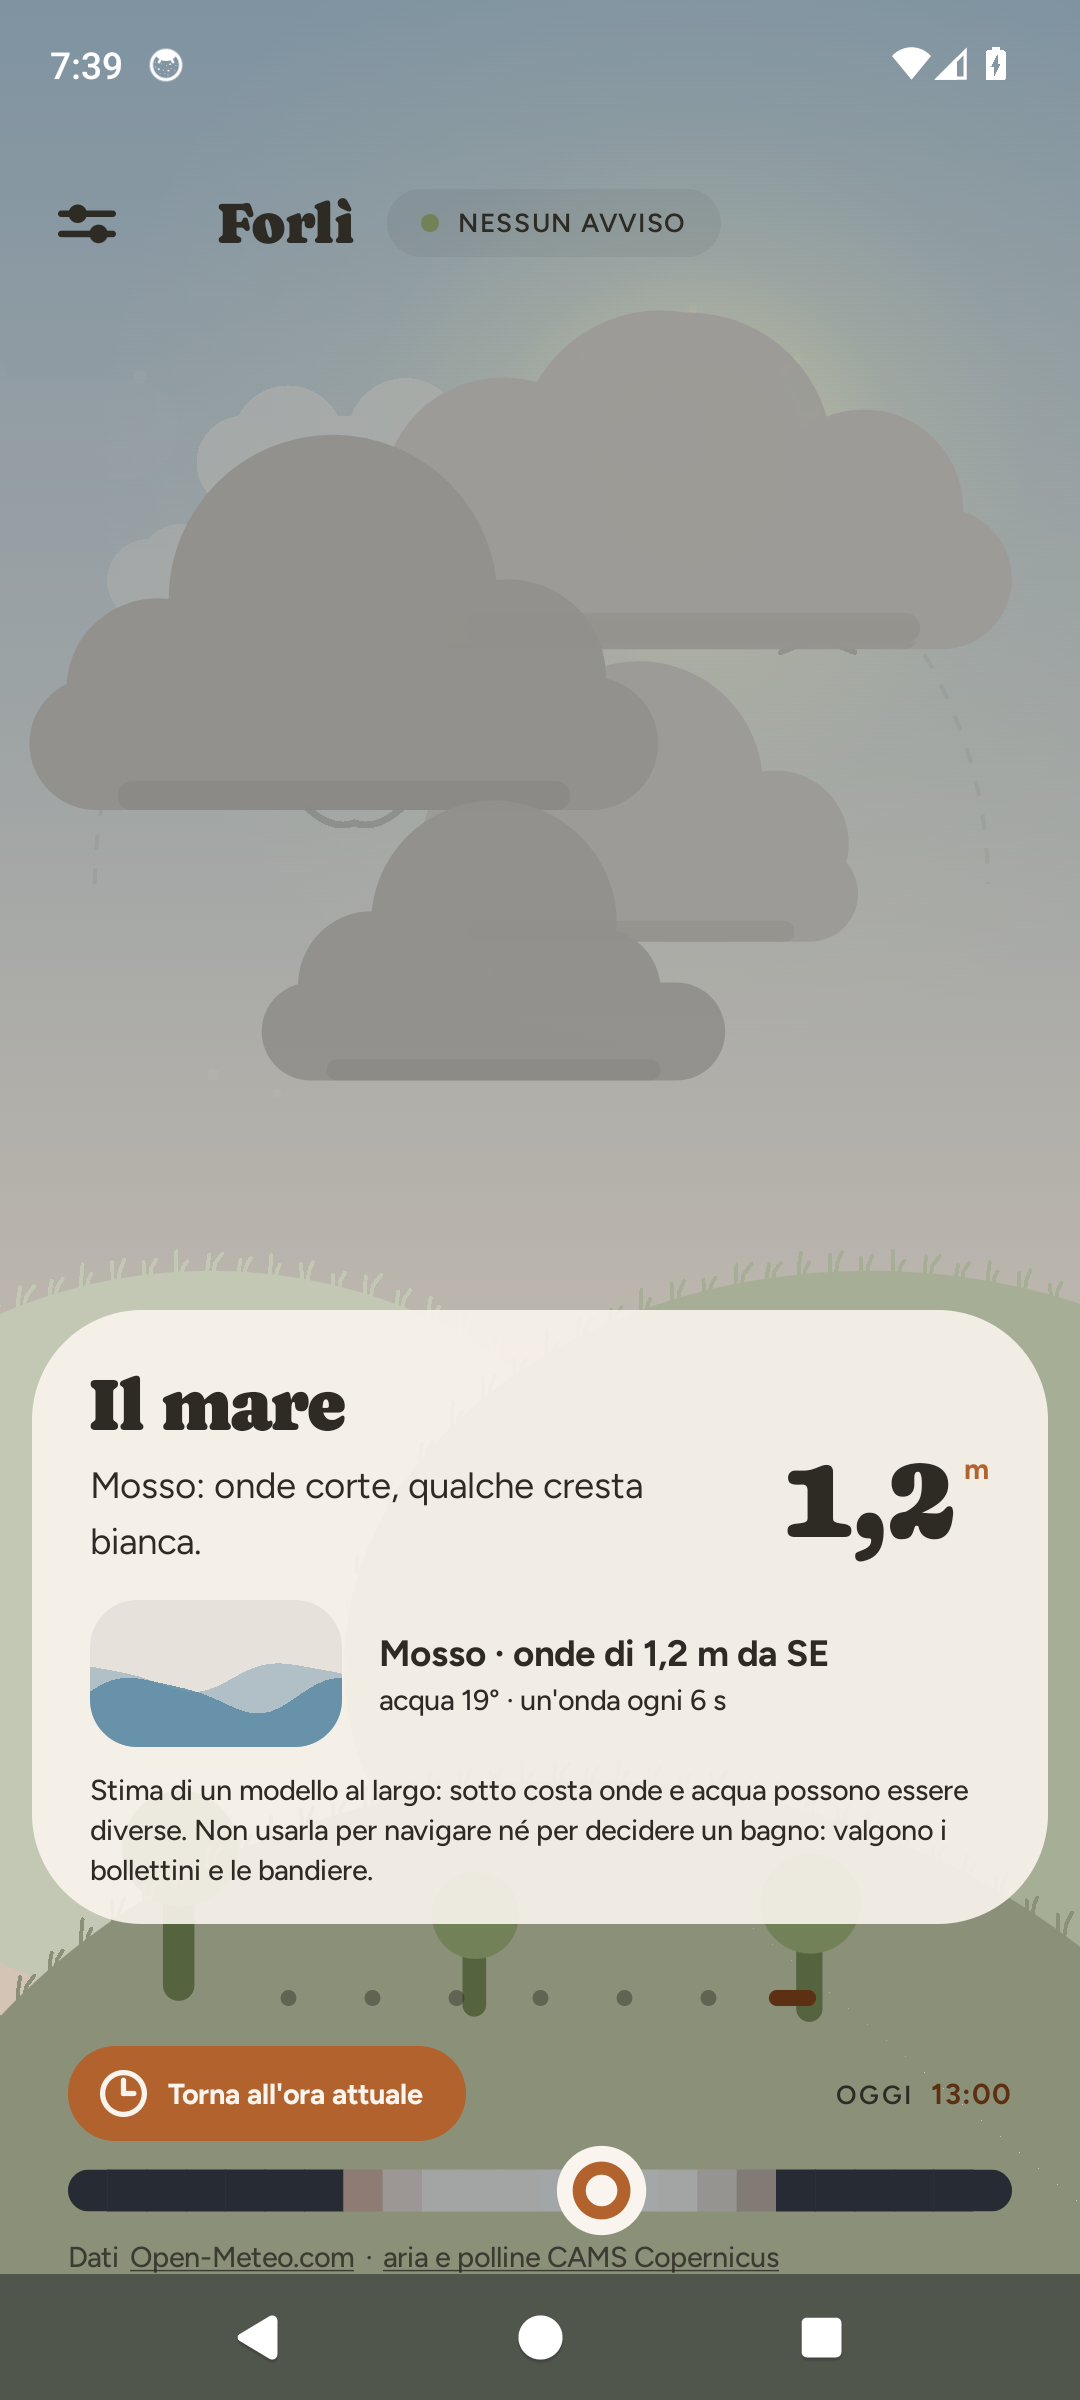 7:39
Forlì
NESSUN AVVISO
Il mare
Mosso: onde corte, qualche cresta
bianca.
1,2 m
Mosso · onde di 1,2 m da SE
acqua 19° · un'onda ogni 6 s
Stima di un modello al largo: sotto costa onde e acqua possono essere
diverse. Non usarla per navigare né per decidere un bagno: valgono i
bollettini e le bandiere.
Torna all'ora attuale
OGGI 13:00
Dati Open-Meteo.com · aria e polline CAMS Copernicus